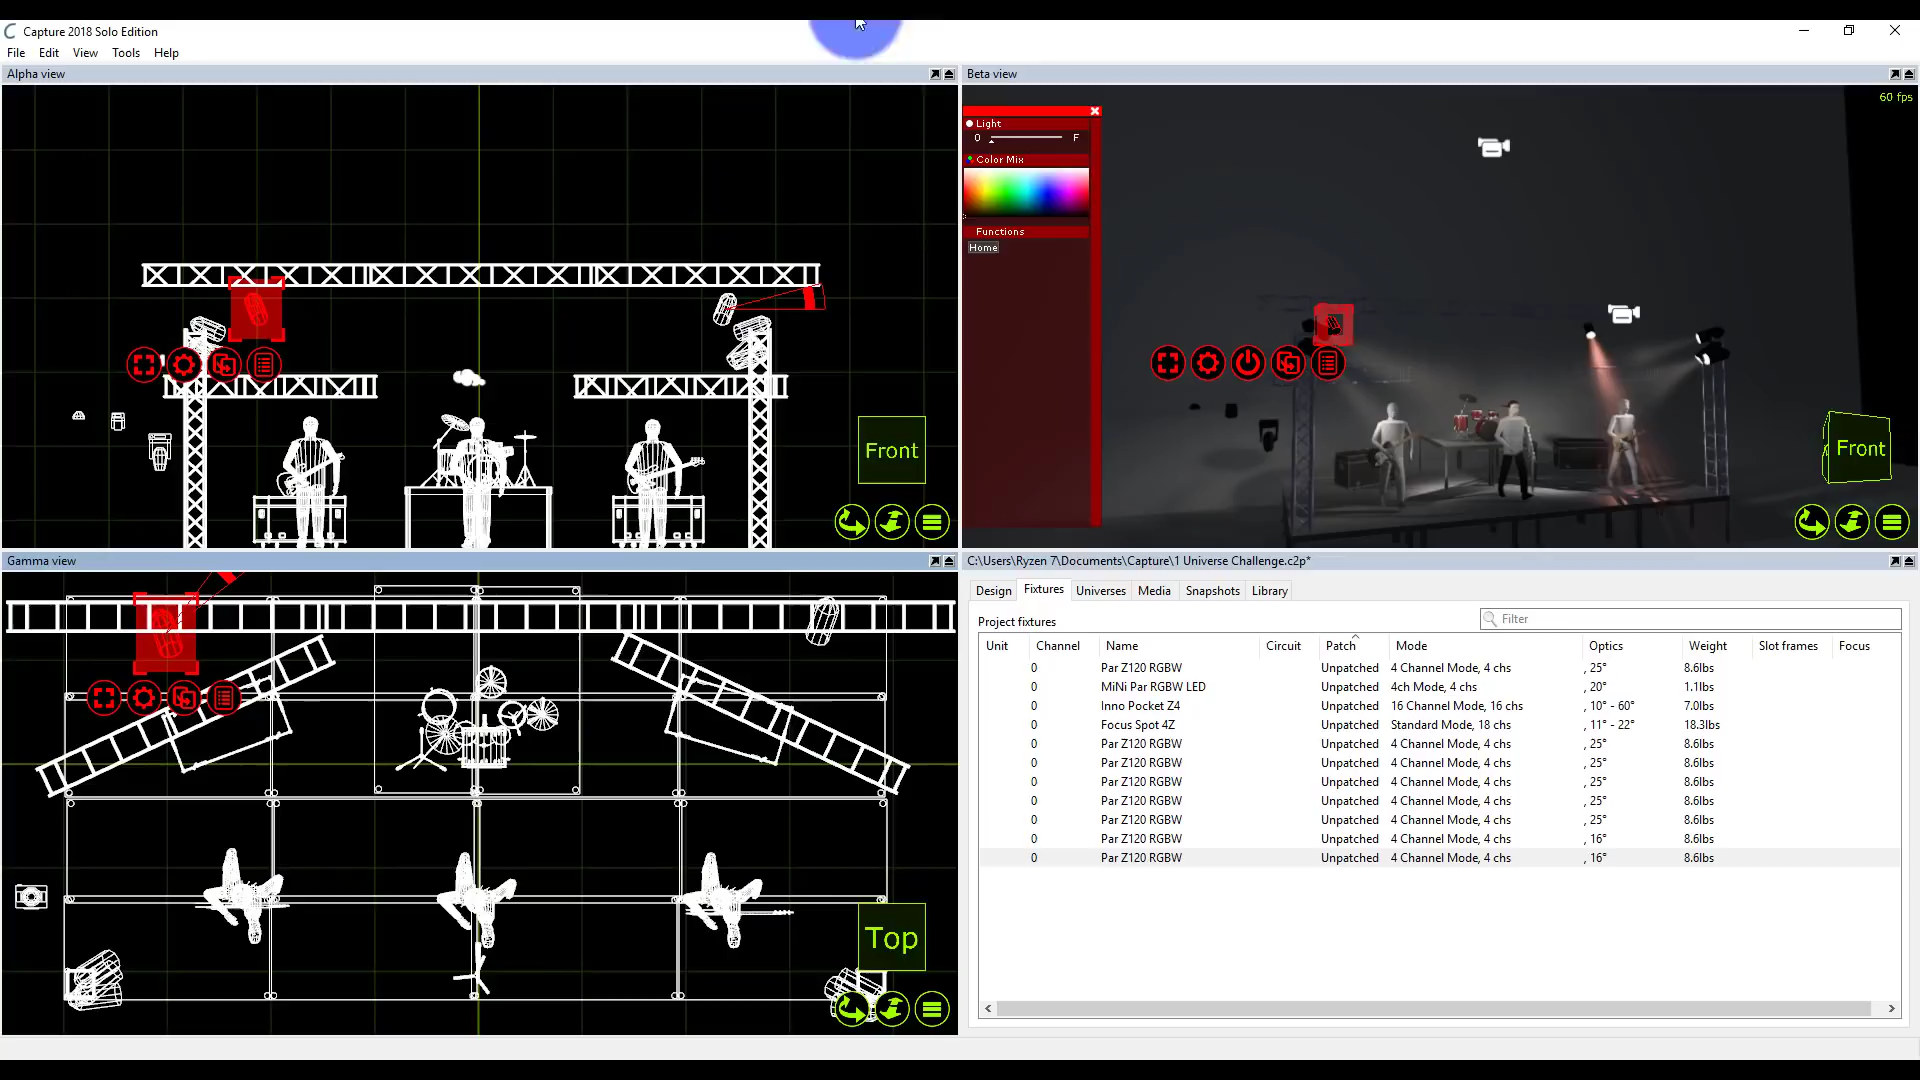 Capture 2018 Solo Edition
File Edit View Tools Help
Alpha view
Front
Beta view
60 fps
Light
0 F
Color Mix
Functions
Home
Front
Gamma view
Top
C:\Users\Ryzen 7\Documents\Capture\1 Universe Challenge.c2p*
Design Fixtures Universes Media Snapshots Library
Project fixtures
Filter
Unit Channel Name Circuit Patch Mode Optics Weight Slot frames Focus
0 Par Z120 RGBW Unpatched 4 Channel Mode, 4 chs , 25° 8.6lbs
0 MiNi Par RGBW LED Unpatched 4ch Mode, 4 chs , 20° 1.1lbs
0 Inno Pocket Z4 Unpatched 16 Channel Mode, 16 chs , 10° - 60° 7.0lbs
0 Focus Spot 4Z Unpatched Standard Mode, 18 chs , 11° - 22° 18.3lbs
0 Par Z120 RGBW Unpatched 4 Channel Mode, 4 chs , 25° 8.6lbs
0 Par Z120 RGBW Unpatched 4 Channel Mode, 4 chs , 25° 8.6lbs
0 Par Z120 RGBW Unpatched 4 Channel Mode, 4 chs , 25° 8.6lbs
0 Par Z120 RGBW Unpatched 4 Channel Mode, 4 chs , 25° 8.6lbs
0 Par Z120 RGBW Unpatched 4 Channel Mode, 4 chs , 25° 8.6lbs
0 Par Z120 RGBW Unpatched 4 Channel Mode, 4 chs , 16° 8.6lbs
0 Par Z120 RGBW Unpatched 4 Channel Mode, 4 chs , 16° 8.6lbs